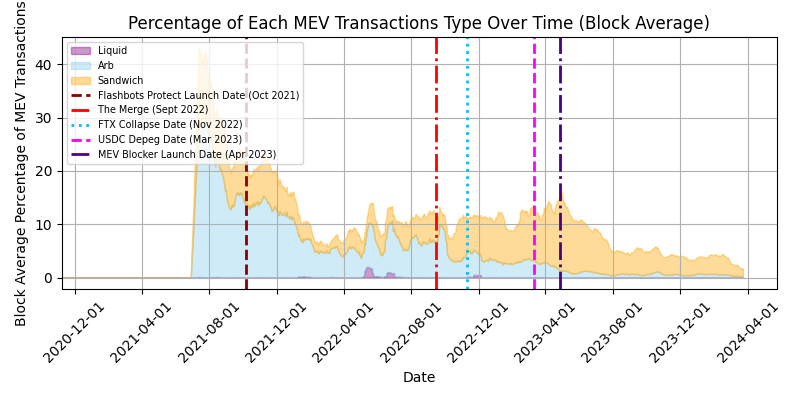 Percentage of Each MEV Transactions Type Over Time (Block Average)
Block Average Percentage of MEV Transactions
40
30
20
10
0
Liquid
Arb
Sandwich
Flashbots Protect Launch Date (Oct 2021)
The Merge (Sept 2022)
FTX Collapse Date (Nov 2022)
USDC Depeg Date (Mar 2023)
MEV Blocker Launch Date (Apr 2023)
2020-12-01
2021-04-01
2021-08-01
2021-12-01
2022-04-01
2022-08-01
2022-12-01
2023-04-01
2023-08-01
2023-12-01
2024-04-01
Date